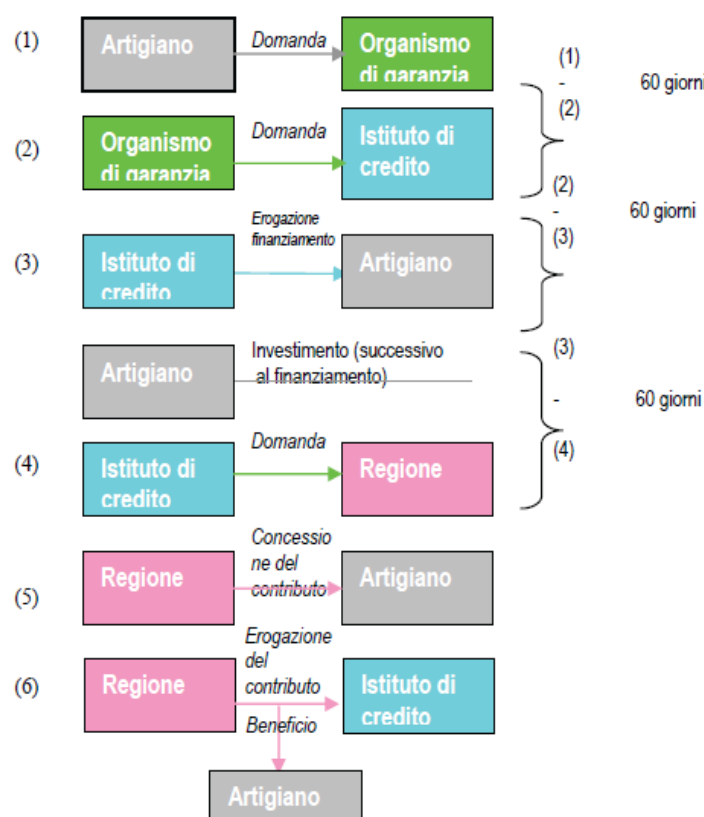 (1)
Artigiano
Domanda
Organismo
di garanzia
(1)
-
60 giorni
(2)
(2)
Organismo
di garanzia
Domanda
Istituto di
credito
(2)
-
60 giorni
(3)
(3)
Istituto di
credito
Erogazione
finanziamento
Artigiano
Artigiano
Investimento (successivo
al finanziamento)
(3)
-
60 giorni
(4)
(4)
Istituto di
credito
Domanda
Regione
(5)
Regione
Concessio
ne del
contributo
Artigiano
(6)
Regione
Erogazione
del
contributo
Beneficio
Istituto di
credito
Artigiano